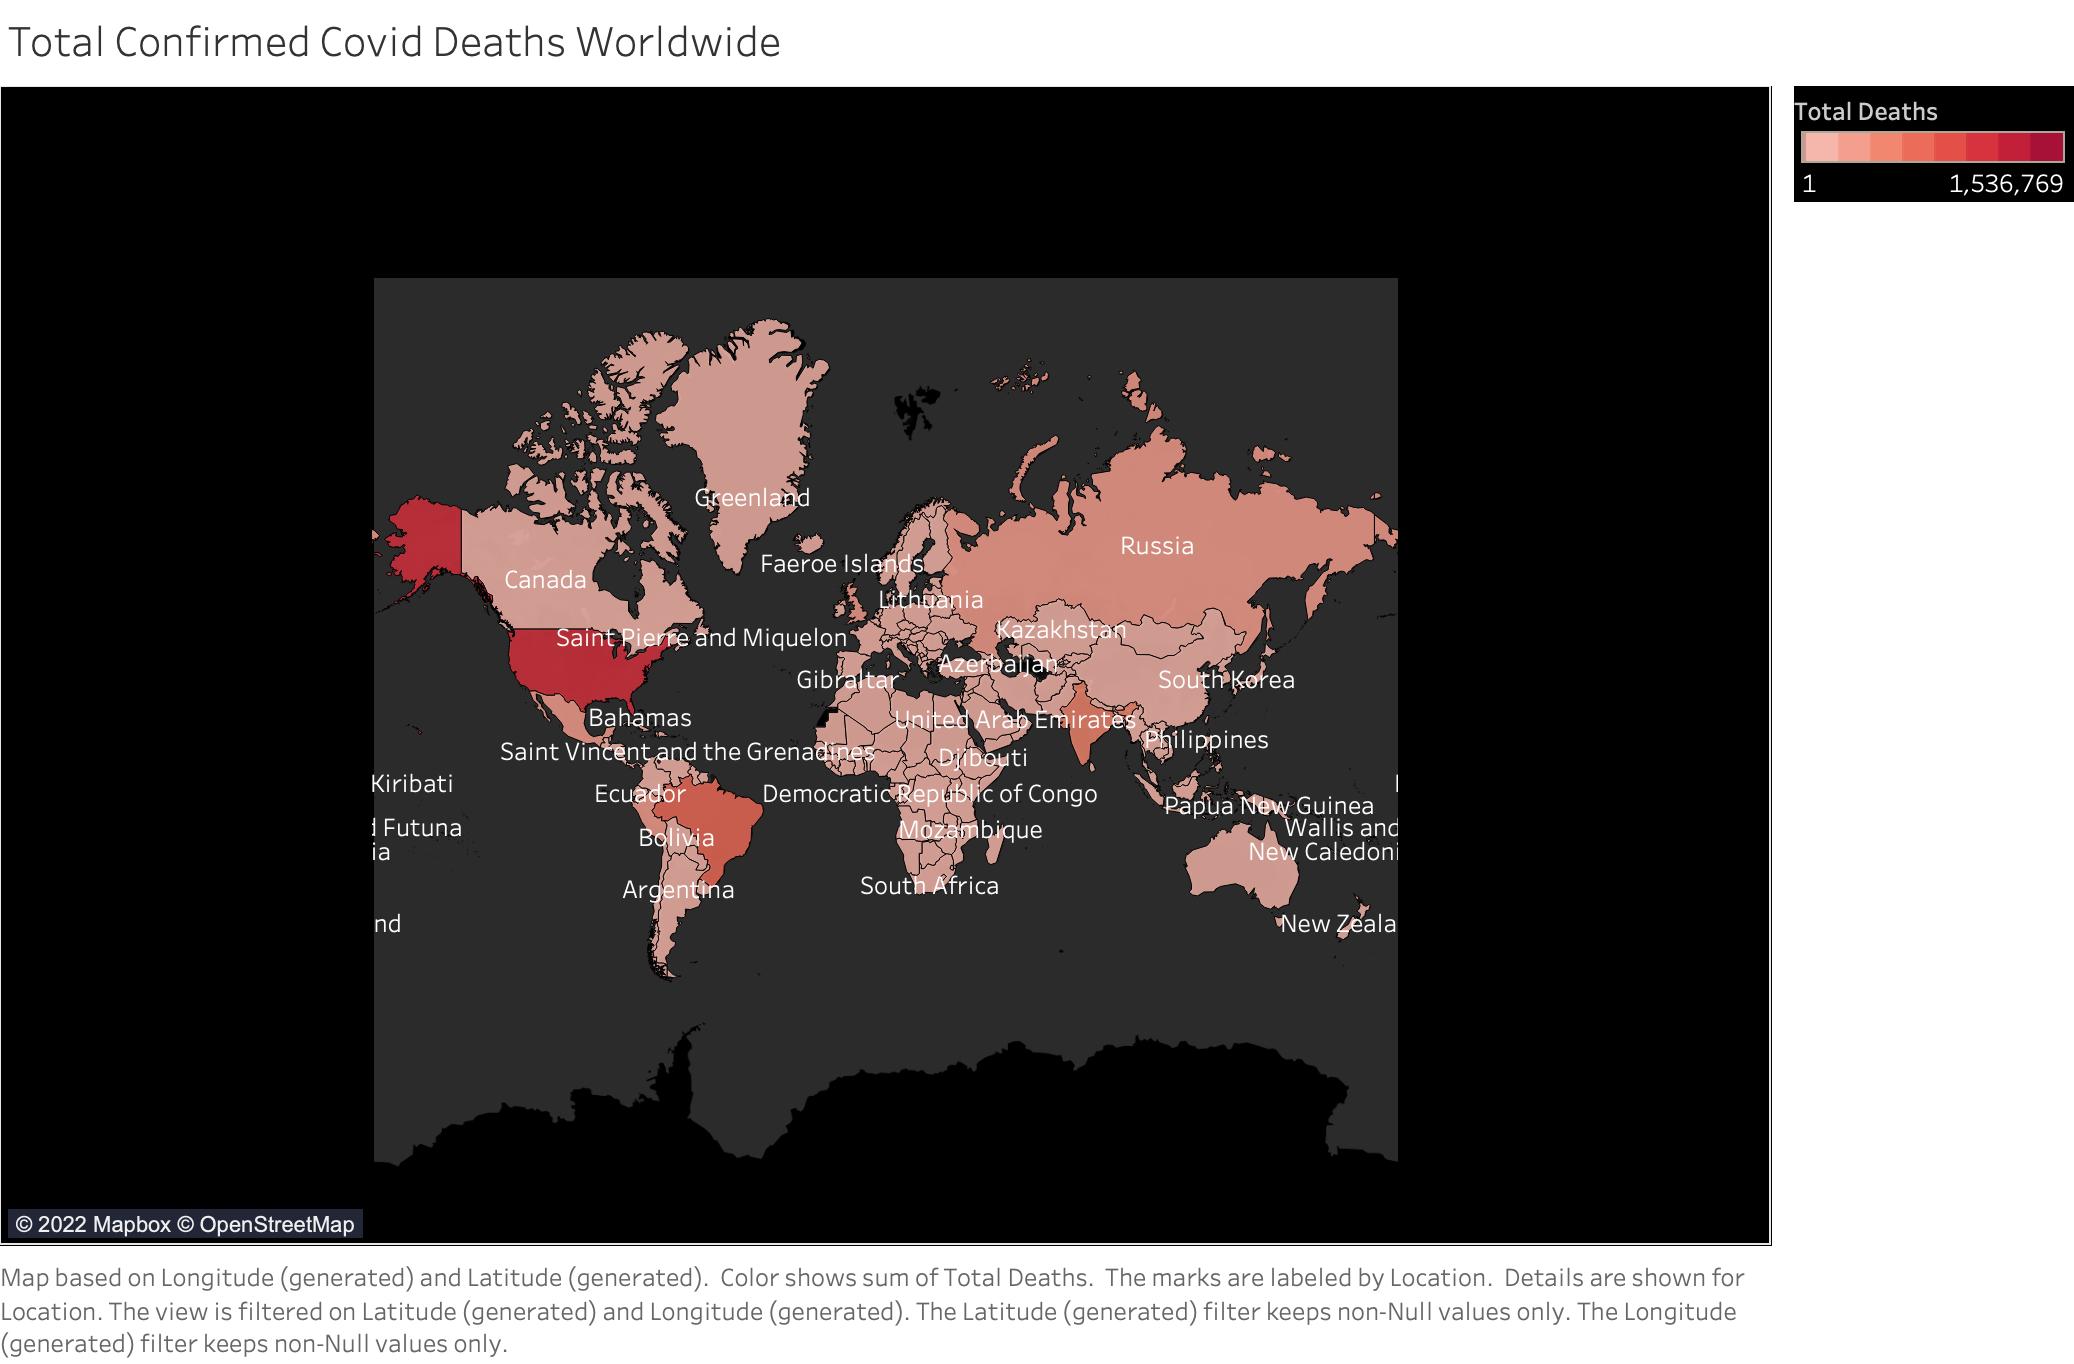 Total Confirmed Covid Deaths Worldwide
Total Deaths
1 1,536,769
Greenland
Russia
Faeroe Islands
Canada
Lithuania
Kazakhstan
Saint Pierre and Miquelon
Azerbaijan
Gibraltar
South Korea
Bahamas
United Arab Emirates
Philippines
Saint Vincent and the Grenadines
Djibouti
Kiribati
Ecuador
Democratic Republic of Congo
Papua New Guinea
d Futuna
Bolivia
Mozambique
Wallis and
ia
New Caledoni
Argentina
South Africa
nd
New Zeala
© 2022 Mapbox © OpenStreetMap
Map based on Longitude (generated) and Latitude (generated).  Color shows sum of Total Deaths.  The marks are labeled by Location.  Details are shown for
Location. The view is filtered on Latitude (generated) and Longitude (generated). The Latitude (generated) filter keeps non-Null values only. The Longitude
(generated) filter keeps non-Null values only.